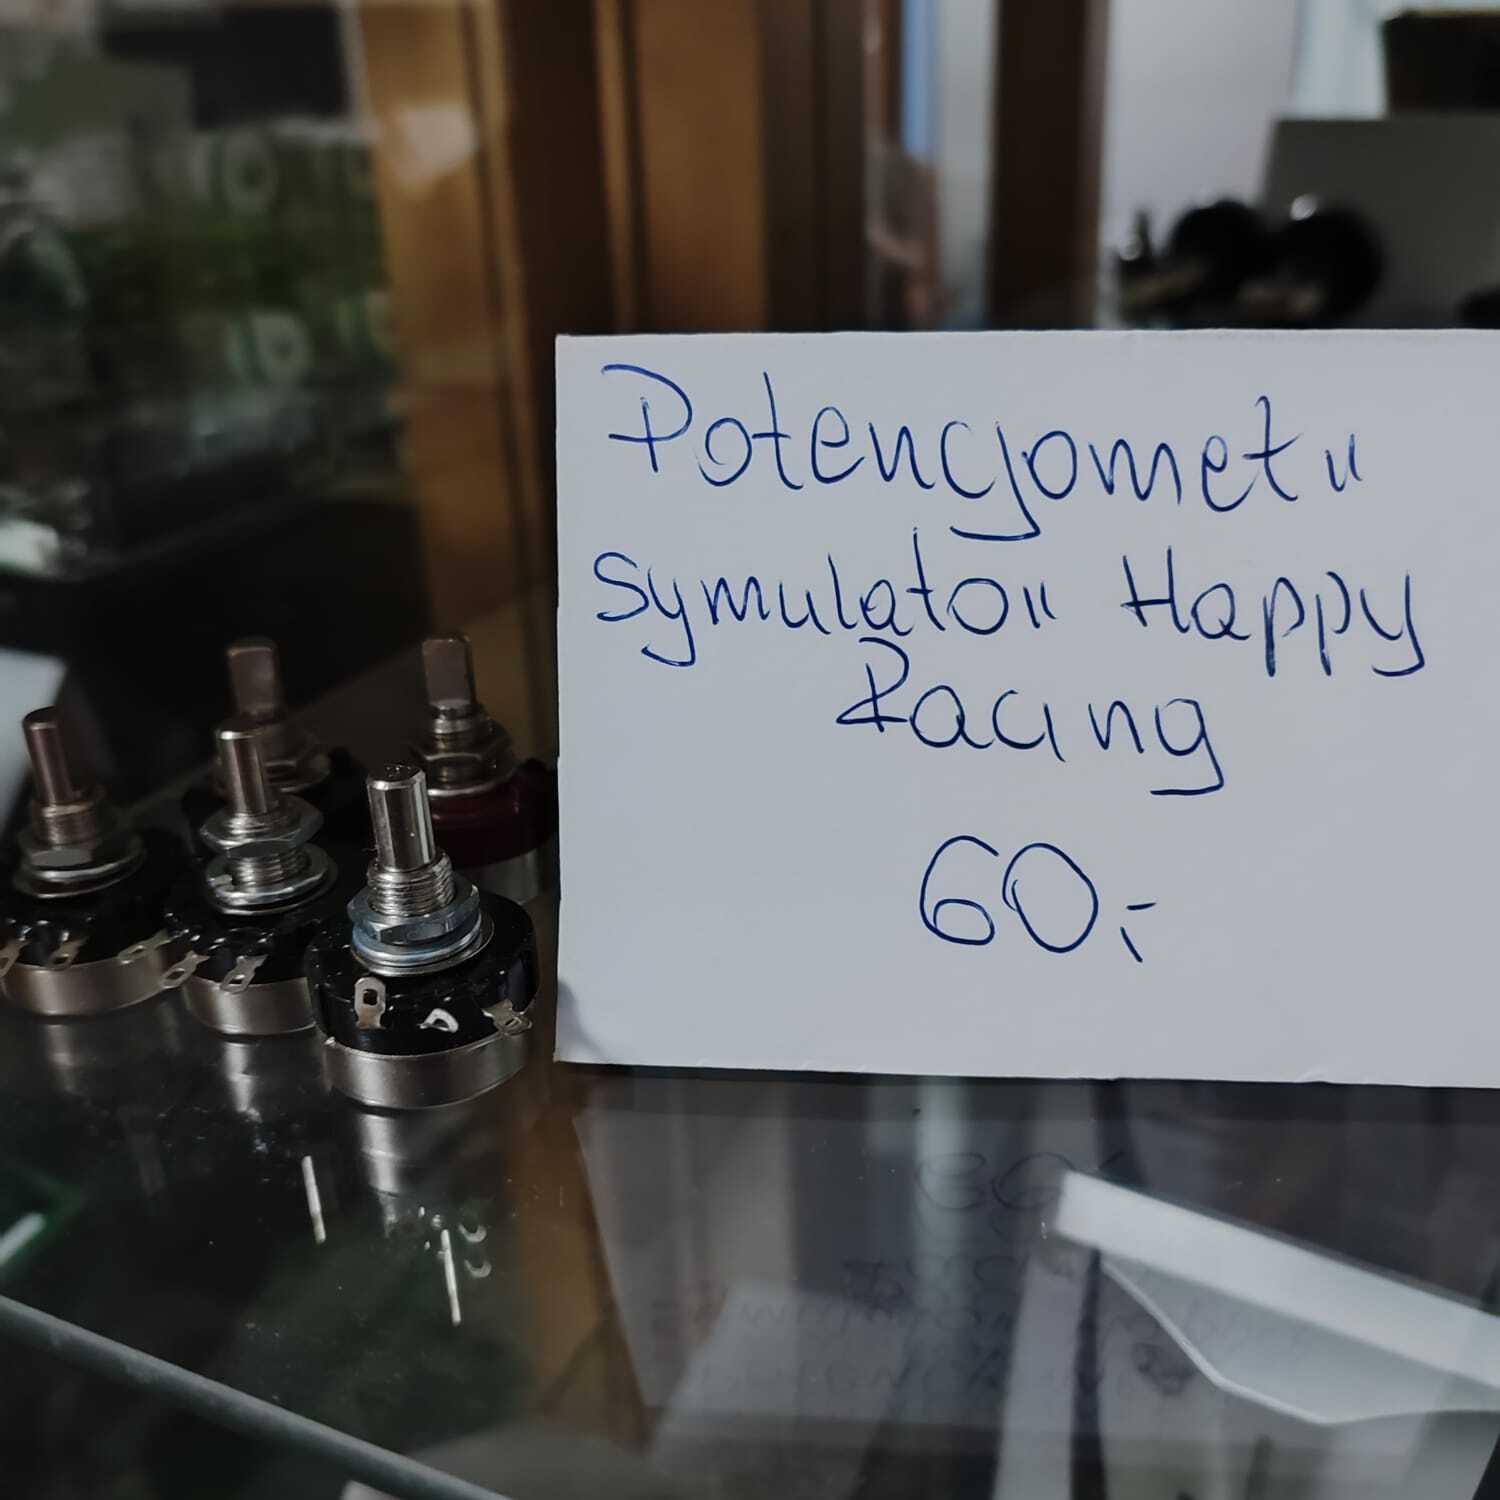 Potencjometr
Symulator Happy
Racing
60,-